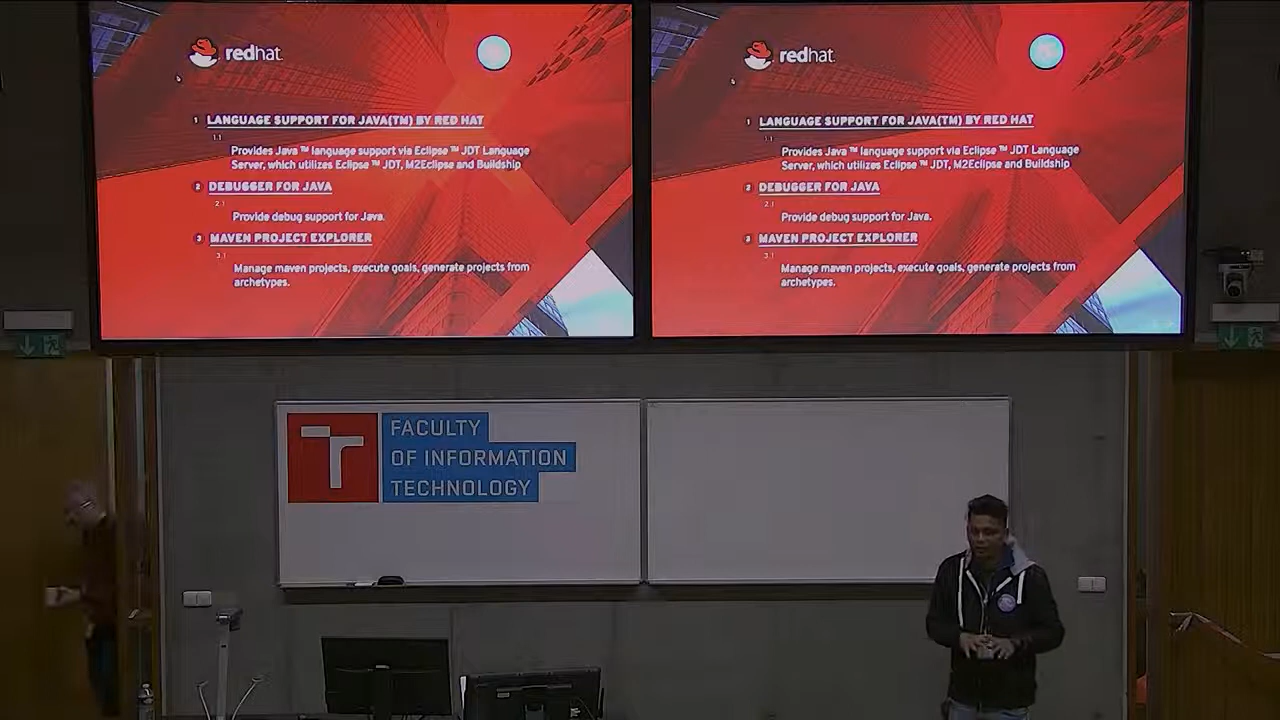 redhat.
1 LANGUAGE SUPPORT FOR JAVA(TM) BY RED HAT
1.1
Provides Java ™ language support via Eclipse ™ JDT Language
Server, which utilizes Eclipse ™ JDT, M2Eclipse and Buildship
2 DEBUGGER FOR JAVA
2.1
Provide debug support for Java.
3 MAVEN PROJECT EXPLORER
3.1
Manage maven projects, execute goals, generate projects from
archetypes.
redhat.
1 LANGUAGE SUPPORT FOR JAVA(TM) BY RED HAT
1.1
Provides Java ™ language support via Eclipse ™ JDT Language
Server, which utilizes Eclipse ™ JDT, M2Eclipse and Buildship
2 DEBUGGER FOR JAVA
2.1
Provide debug support for Java.
3 MAVEN PROJECT EXPLORER
3.1
Manage maven projects, execute goals, generate projects from
archetypes.
T
FACULTY
OF INFORMATION
TECHNOLOGY